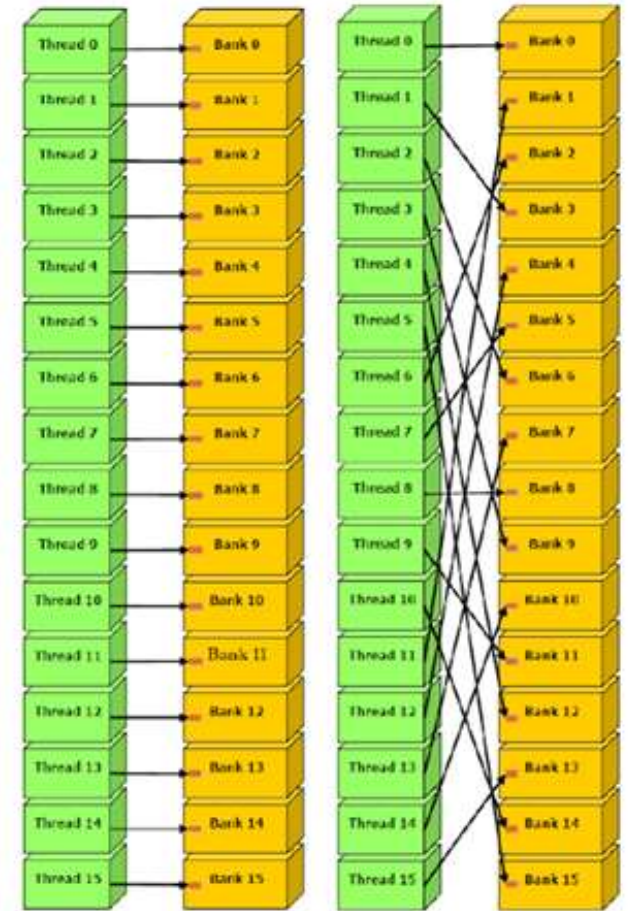 Thread 0 Bank 0 Thread 0 Bank 0
Thread 1 Bank 1 Thread 1 Bank 1
Thread 2 Bank 2 Thread 2 Bank 2
Thread 3 Bank 3 Thread 3 Bank 3
Thread 4 Bank 4 Thread 4 Bank 4
Thread 5 Bank 5 Thread 5 Bank 5
Thread 6 Bank 6 Thread 6 Bank 6
Thread 7 Bank 7 Thread 7 Bank 7
Thread 8 Bank 8 Thread 8 Bank 8
Thread 9 Bank 9 Thread 9 Bank 9
Thread 10 Bank 10 Thread 10 Bank 10
Thread 11 Bank 11 Thread 11 Bank 11
Thread 12 Bank 12 Thread 12 Bank 12
Thread 13 Bank 13 Thread 13 Bank 13
Thread 14 Bank 14 Thread 14 Bank 14
Thread 15 Bank 15 Thread 15 Bank 15